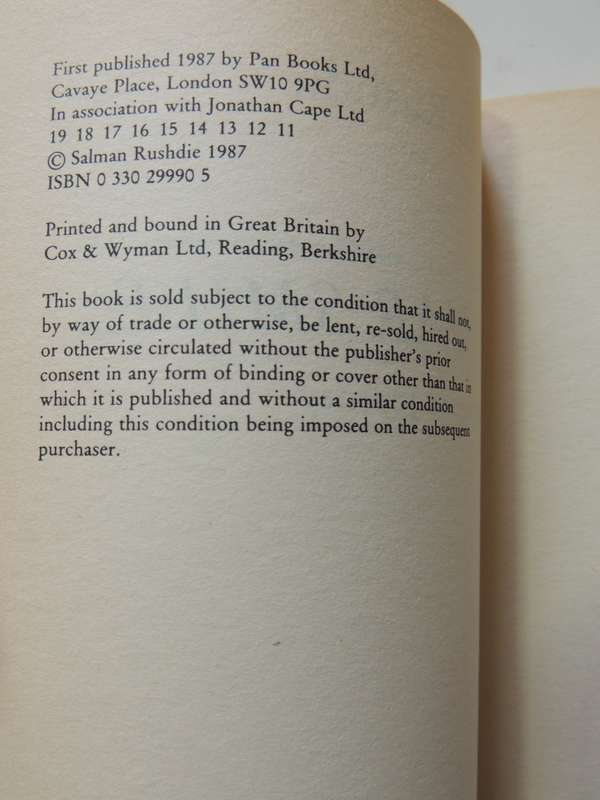 First published 1987 by Pan Books Ltd,
Cavaye Place, London SW10 9PG
In association with Jonathan Cape Ltd
19 18 17 16 15 14 13 12 11
© Salman Rushdie 1987
ISBN 0 330 29990 5
Printed and bound in Great Britain by
Cox & Wyman Ltd, Reading, Berkshire
This book is sold subject to the condition that it shall not,
by way of trade or otherwise, be lent, re-sold, hired out,
or otherwise circulated without the publisher's prior
consent in any form of binding or cover other than that in
which it is published and without a similar condition
including this condition being imposed on the subsequent
purchaser.